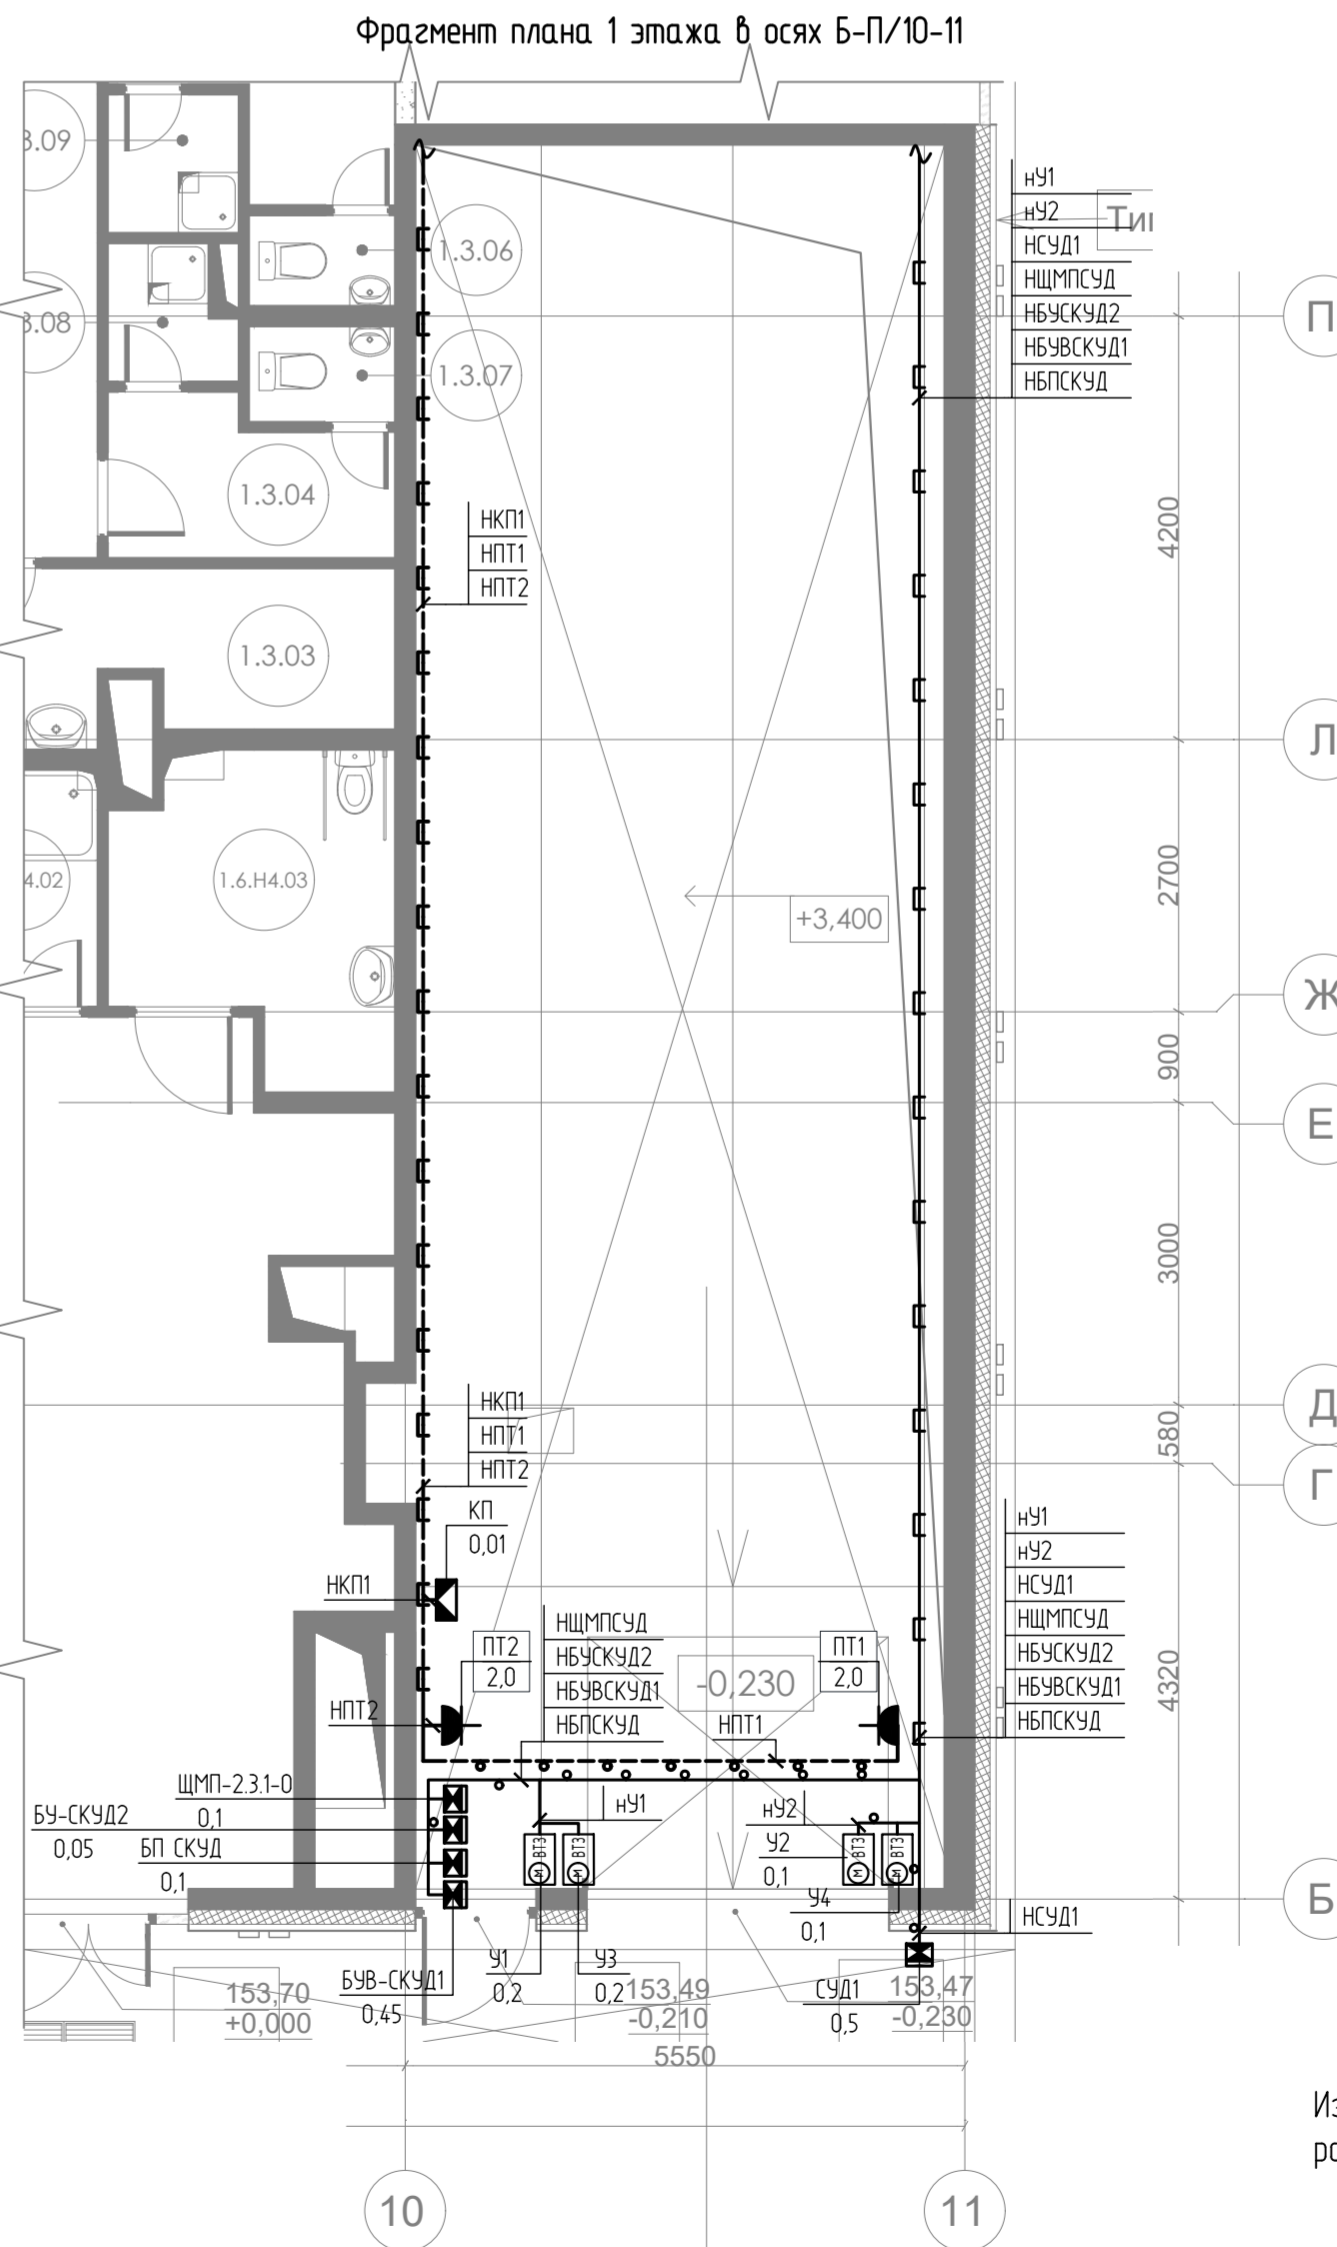 Фрагмент плана 1 этажа в осях Б-П/10-11
3.09
нУ1
нУ2
НСУД1
НЩМПСУД
НБУСКУД2
НБУВСКУД1
НБПСКУД
1.3.06
3.08
П
1.3.07
1.3.04
4200
НКП1
НПТ1
НПТ2
1.3.03
Л
4.02
1.6.Н4.03
2700
+3,400
Ж
900
Е
3000
НКП1
НПТ1
НПТ2
Д
580
Г
КП
0,01
нУ1
нУ2
НСУД1
НЩМПСУД
НБУСКУД2
НБУВСКУД1
НБПСКУД
НКП1
НЩМПСУД
НБУСКУД2
НБУВСКУД1
НБПСКУД
ПТ2
2,0
ПТ1
2,0
-0,230
4320
НПТ2
НПТ1
ЩМП-2.3.1-0
0,1
БУ-СКУД2
0,05
БП СКУД
0,1
нУ1
нУ2
ВТЗ
М
ВТЗ
М
ВТЗ
М
ВТЗ
М
У2
0,1
У4
0,1
Б
НСУД1
БУВ-СКУД1
0,45
У1
0,2
У3
0,2
СУД1
0,5
153,70
+0,000
153,49
-0,210
153,47
-0,230
5550
10
11